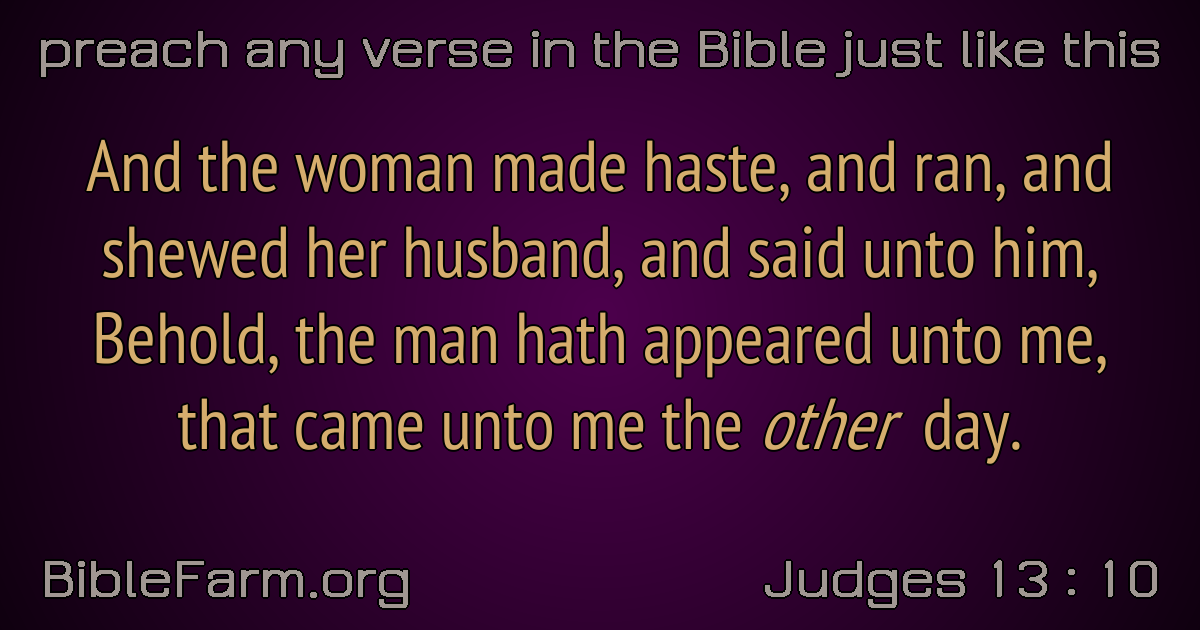 preach any verse in the Bible just like this
And the woman made haste, and ran, and
shewed her husband, and said unto him,
Behold, the man hath appeared unto me,
that came unto me the other day.
BibleFarm.org
Judges 13 : 10